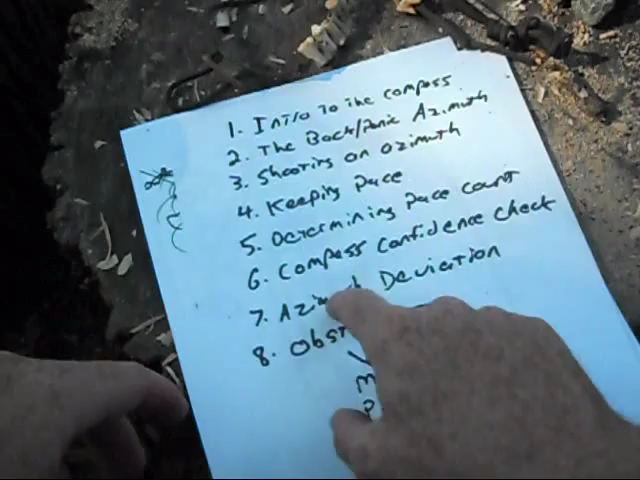 1. Intro To The Compass
2. The Back/Panic Azimuth
3. Shooting an Azimuth
4. Keeping Pace
5. Determining Pace Count
6. Compass Confidence Check
7. Deviation
8.